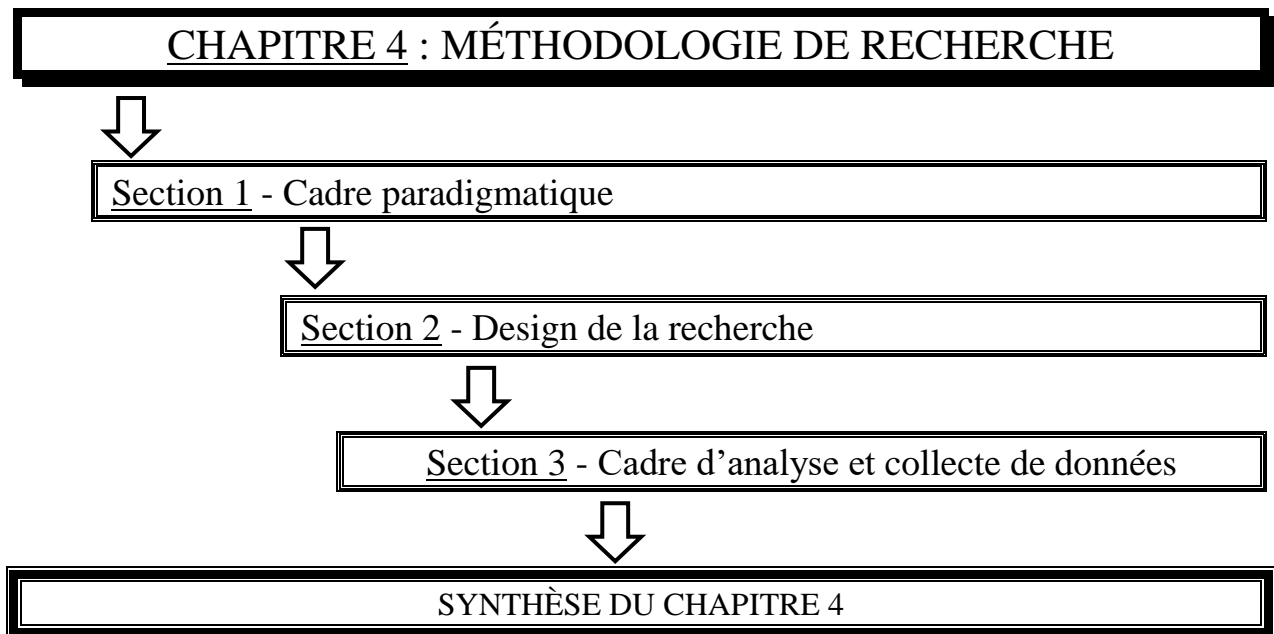 CHAPITRE 4 : MÉTHODOLOGIE DE RECHERCHE
Section 1 - Cadre paradigmatique
Section 2 - Design de la recherche
Section 3 - Cadre d’analyse et collecte de données
SYNTHÈSE DU CHAPITRE 4